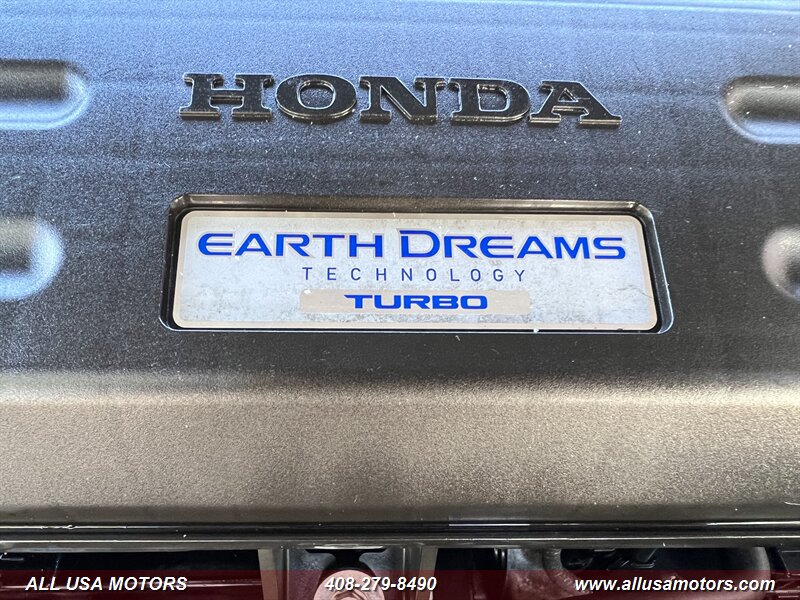 HONDA
EARTH DREAMS
TECHNOLOGY
TURBO
ALL USA MOTORS 408-279-8490 www.allusamotors.com